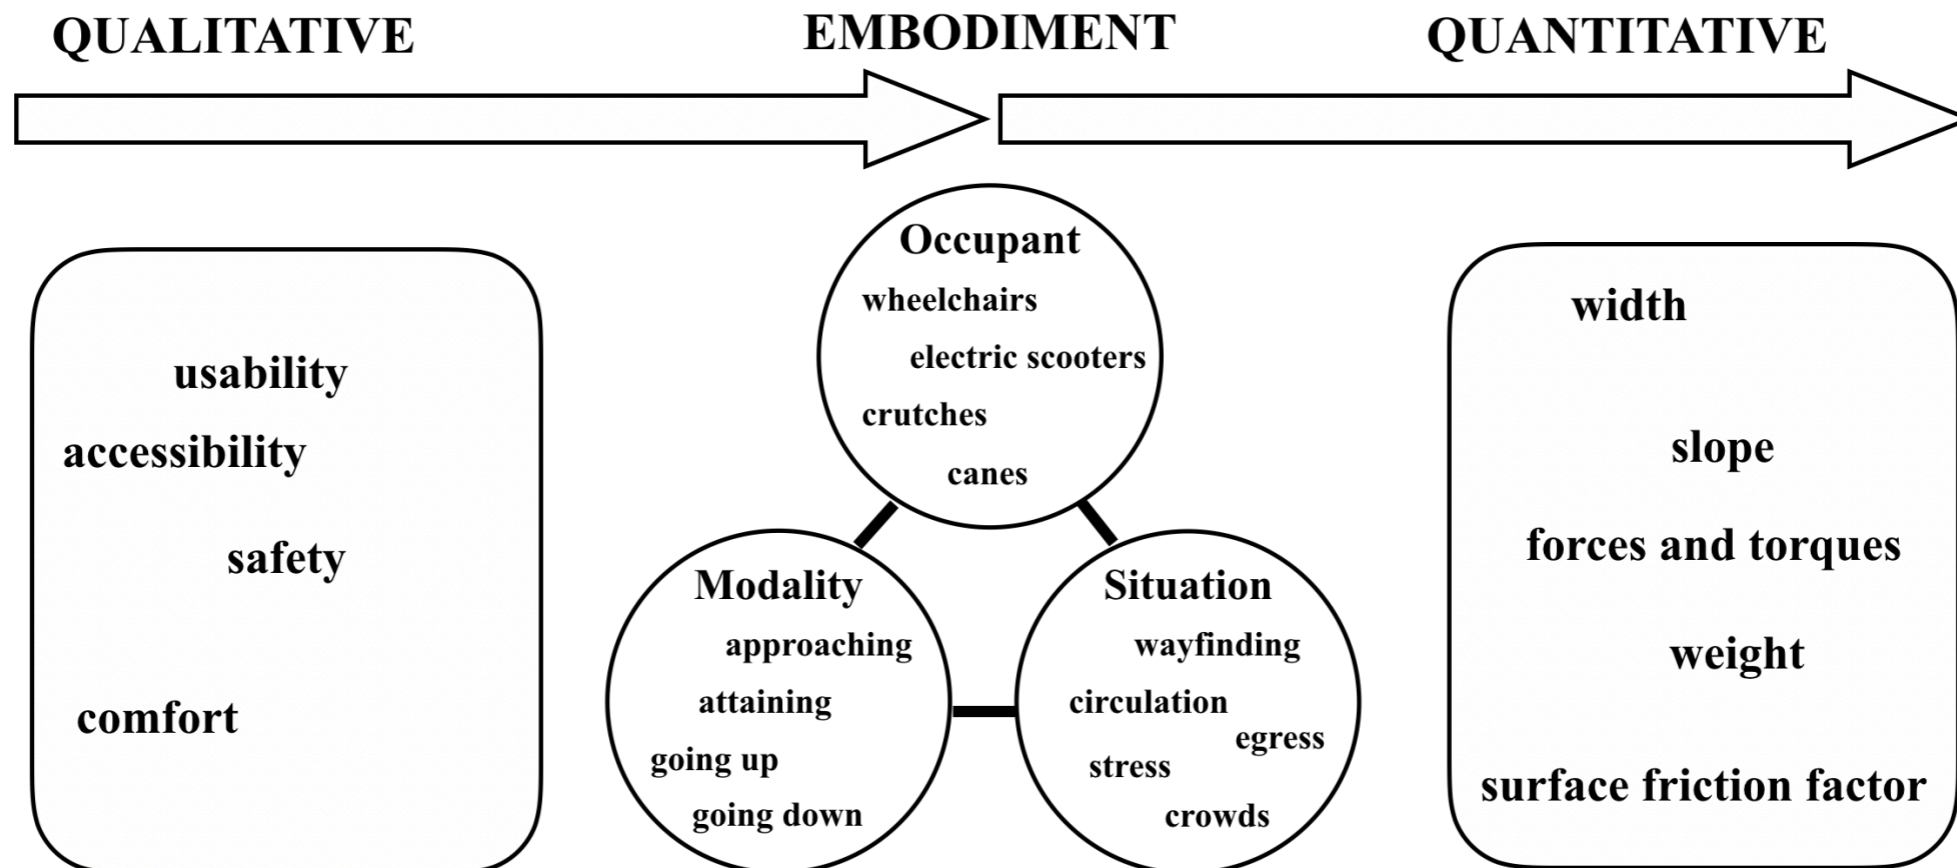 QUALITATIVE
EMBODIMENT
QUANTITATIVE
usability
accessibility
safety
comfort
Occupant
wheelchairs
electric scooters
crutches
canes
Modality
approaching
attaining
going up
going down
Situation
wayfinding
circulation
egress
stress
crowds
width
slope
forces and torques
weight
surface friction factor